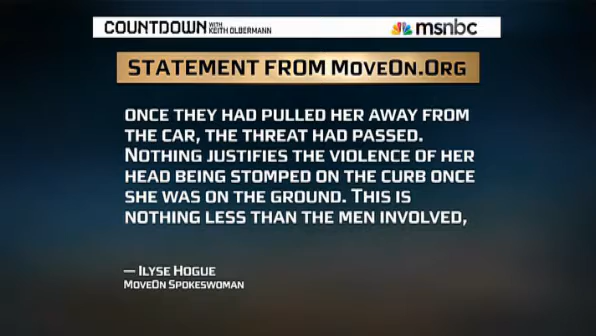 COUNTDOWN WITH KEITH OLBERMANN
msnbc
STATEMENT FROM MOVEON.ORG
ONCE THEY HAD PULLED HER AWAY FROM
THE CAR, THE THREAT HAD PASSED.
NOTHING JUSTIFIES THE VIOLENCE OF HER
HEAD BEING STOMPED ON THE CURB ONCE
SHE WAS ON THE GROUND. THIS IS
NOTHING LESS THAN THE MEN INVOLVED,
— ILYSE HOGUE
MOVEON SPOKESWOMAN